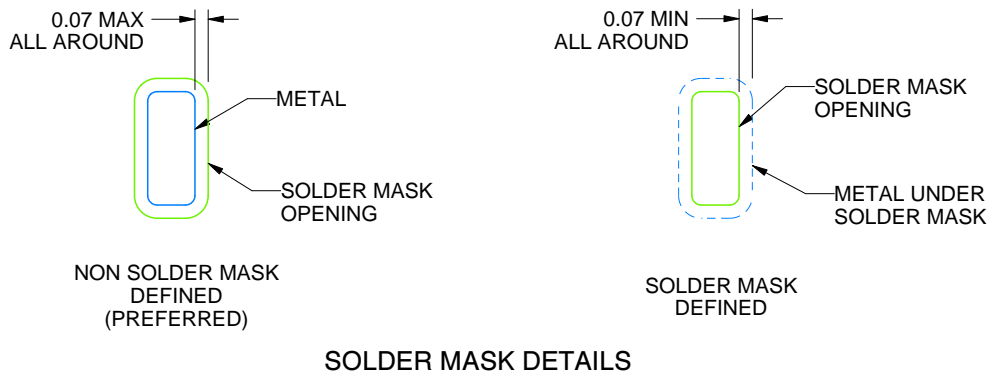 0.07 MAX
ALL AROUND
METAL
SOLDER MASK
OPENING
NON SOLDER MASK
DEFINED
(PREFERRED)
0.07 MIN
ALL AROUND
SOLDER MASK
OPENING
METAL UNDER
SOLDER MASK
SOLDER MASK
DEFINED
SOLDER MASK DETAILS